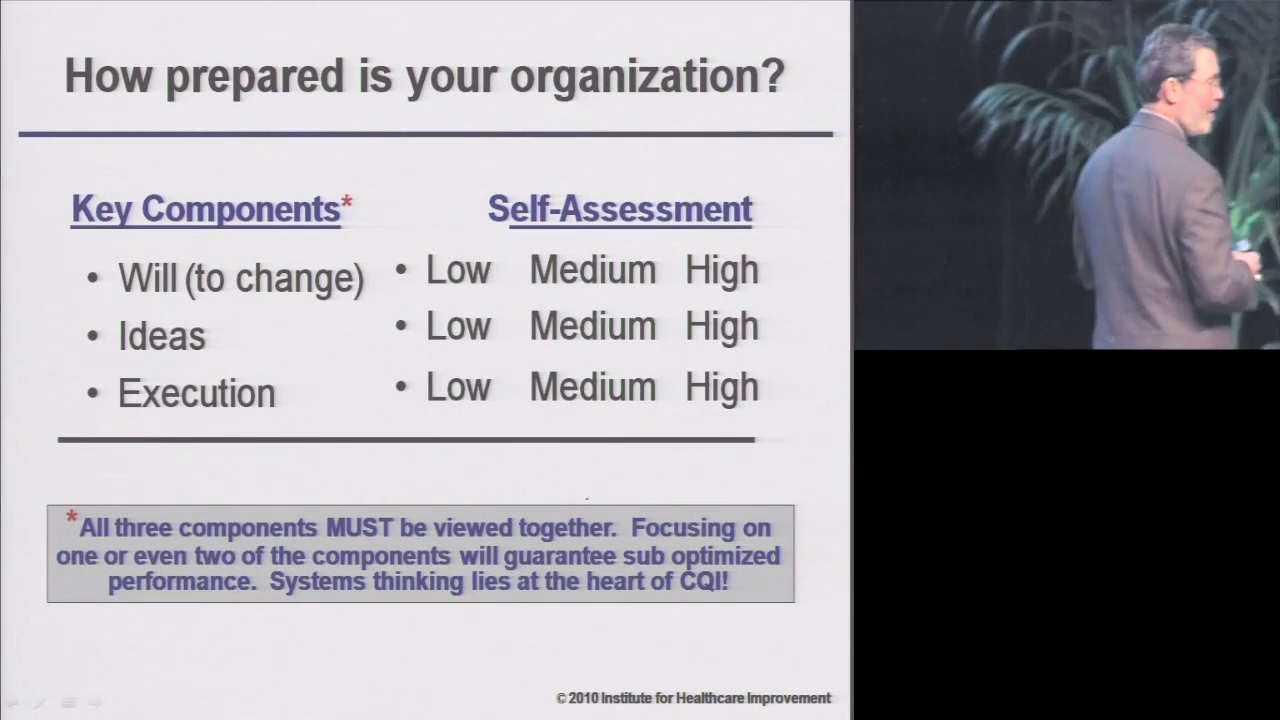 How prepared is your organization?
Key Components* Self-Assessment
• Will (to change) • Low Medium High
• Ideas • Low Medium High
• Execution • Low Medium High
*All three components MUST be viewed together. Focusing on
one or even two of the components will guarantee sub optimized
performance. Systems thinking lies at the heart of CQI!
© 2010 Institute for Healthcare Improvement